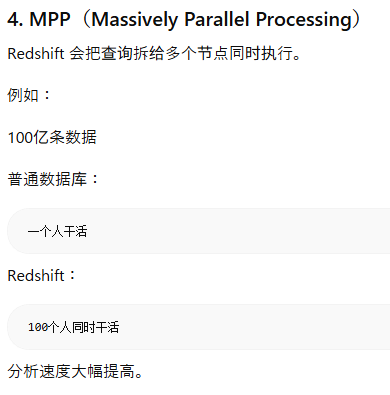 4. MPP（Massively Parallel Processing）
Redshift 会把查询拆给多个节点同时执行。
例如：
100亿条数据
普通数据库：
一个人干活
Redshift：
100个人同时干活
分析速度大幅提高。